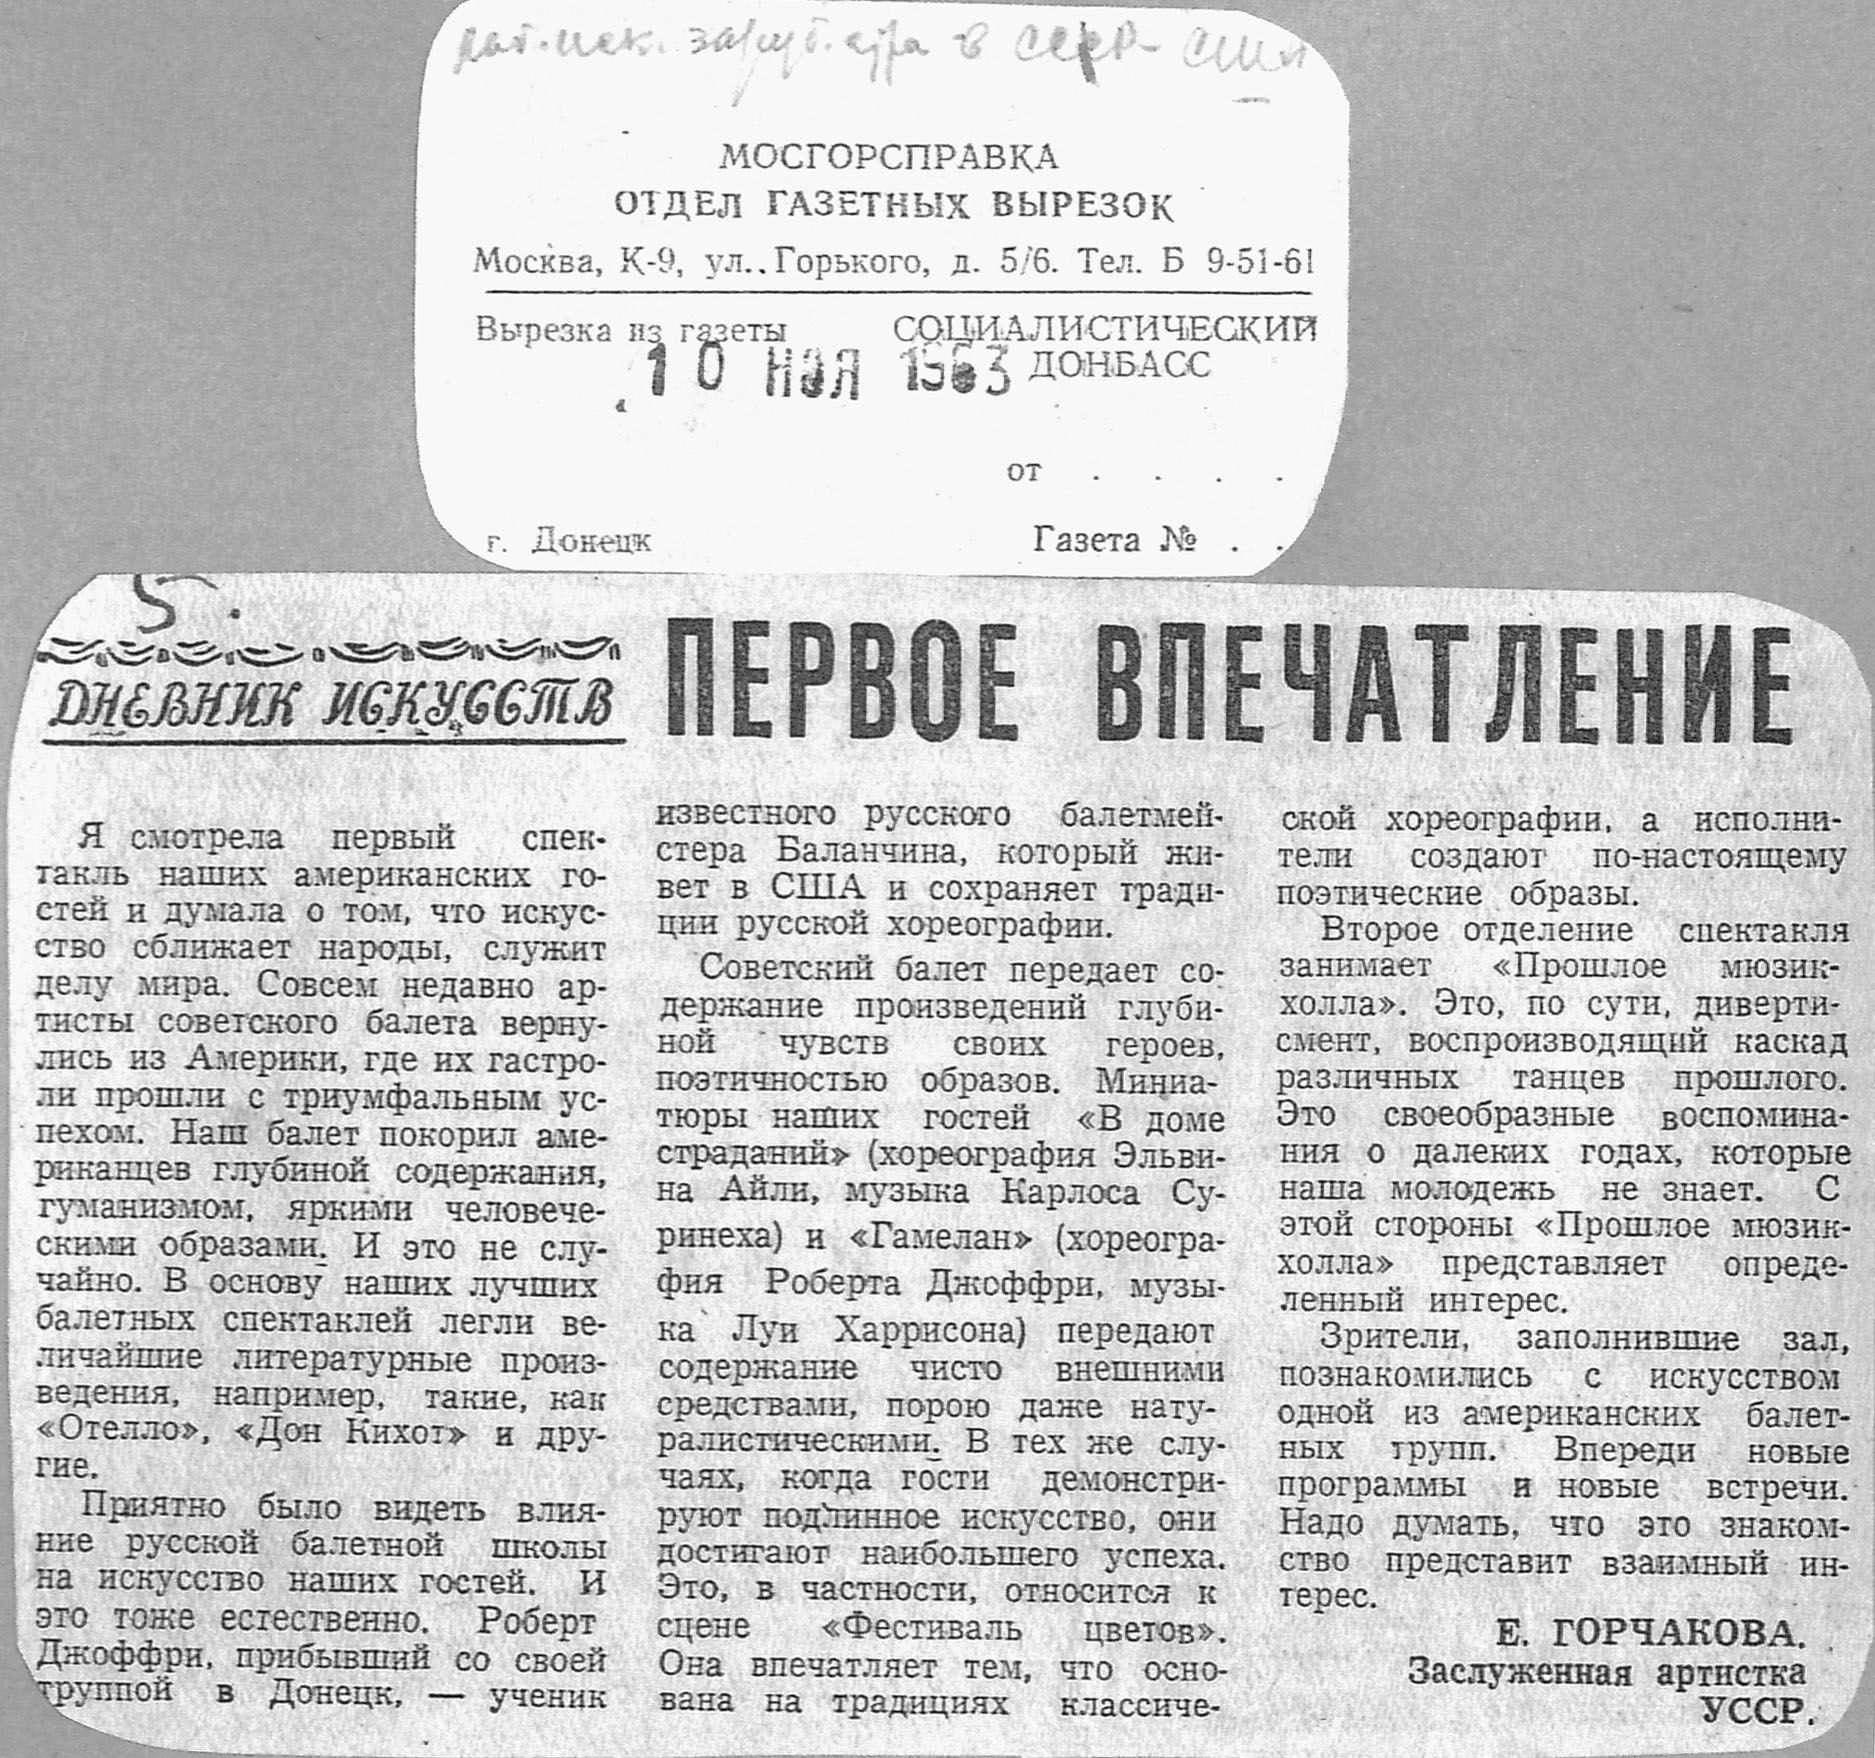 в СССР США
МОСГОРСПРАВКА
ОТДЕЛ ГАЗЕТНЫХ ВЫРЕЗОК
Москва, К-9, ул. Горького, д. 5/6. Тел. Б 9-51-61
Вырезка из газеты СОЦИАЛИСТИЧЕСКИЙ
ДОНБАСС
10 НОЯ 1963
от . . . .
г. Донецк Газета № . .
5.
ДНЕВНИК ИСКУССТВ
ПЕРВОЕ ВПЕЧАТЛЕНИЕ
Я смотрела первый спек-
такль наших американских го-
стей и думала о том, что искус-
ство сближает народы, служит
делу мира. Совсем недавно ар-
тисты советского балета верну-
лись из Америки, где их гастро-
ли прошли с триумфальным ус-
пехом. Наш балет покорил аме-
риканцев глубиной содержания,
гуманизмом, яркими человече-
скими образами. И это не слу-
чайно. В основу наших лучших
балетных спектаклей легли ве-
личайшие литературные произ-
ведения, например, такие, как
«Отелло», «Дон Кихот» и дру-
гие.
Приятно было видеть влия-
ние русской балетной школы
на искусство наших гостей. И
это тоже естественно. Роберт
Джоффри, прибывший со своей
труппой в Донецк, — ученик
известного русского балетмей-
стера Баланчина, который жи-
вет в США и сохраняет тради-
ции русской хореографии.
Советский балет передает со-
держание произведений глуби-
ной чувств своих героев,
поэтичностью образов. Миниа-
тюры наших гостей «В доме
страданий» (хореография Эльви-
на Айли, музыка Карлоса Су-
ринеха) и «Гамелан» (хореогра-
фия Роберта Джоффри, музы-
ка Луи Харрисона) передают
содержание чисто внешними
средствами, порою даже нату-
ралистическими. В тех же слу-
чаях, когда гости демонстри-
руют подлинное искусство, они
достигают наибольшего успеха.
Это, в частности, относится к
сцене «Фестиваль цветов».
Она впечатляет тем, что осно-
вана на традициях классиче-
ской хореографии, а исполни-
тели создают по-настоящему
поэтические образы.
Второе отделение спектакля
занимает «Прошлое мюзик-
холла». Это, по сути, диверти-
смент, воспроизводящий каскад
различных танцев прошлого.
Это своеобразные воспомина-
ния о далеких годах, которые
наша молодежь не знает. С
этой стороны «Прошлое мюзик-
холла» представляет опреде-
ленный интерес.
Зрители, заполнившие зал,
познакомились с искусством
одной из американских балет-
ных трупп. Впереди новые
программы и новые встречи.
Надо думать, что это знаком-
ство представит взаимный ин-
терес.
Е. ГОРЧАКОВА.
Заслуженная артистка
УССР.